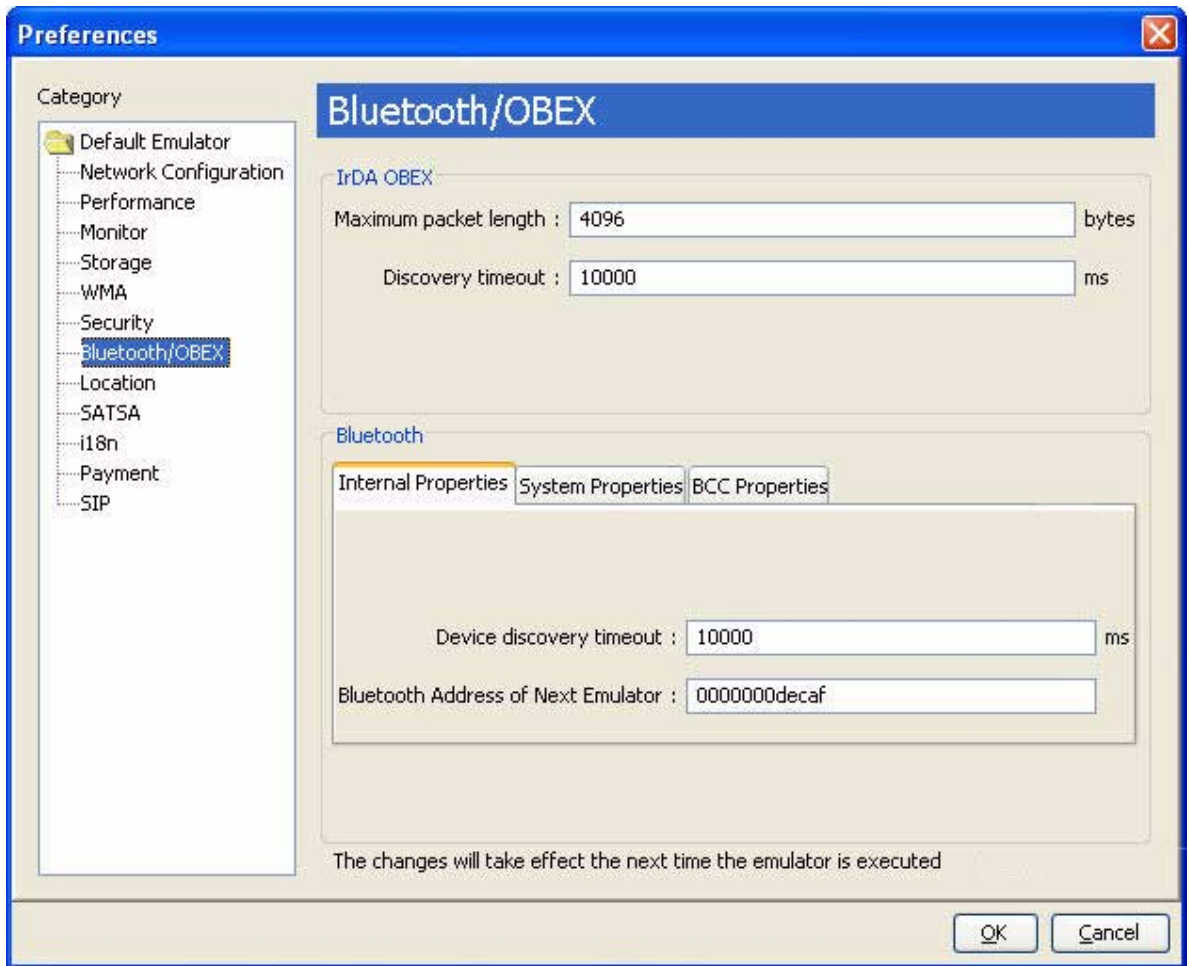 Preferences
Category
Default Emulator
Network Configuration
Performance
Monitor
Storage
WMA
Security
Bluetooth/OBEX
Location
SATSA
i18n
Payment
SIP
Bluetooth/OBEX
IrDA OBEX
Maximum packet length : 4096 bytes
Discovery timeout : 10000 ms
Bluetooth
Internal Properties System Properties BCC Properties
Device discovery timeout : 10000 ms
Bluetooth Address of Next Emulator : 0000000decaf
The changes will take effect the next time the emulator is executed
OK Cancel